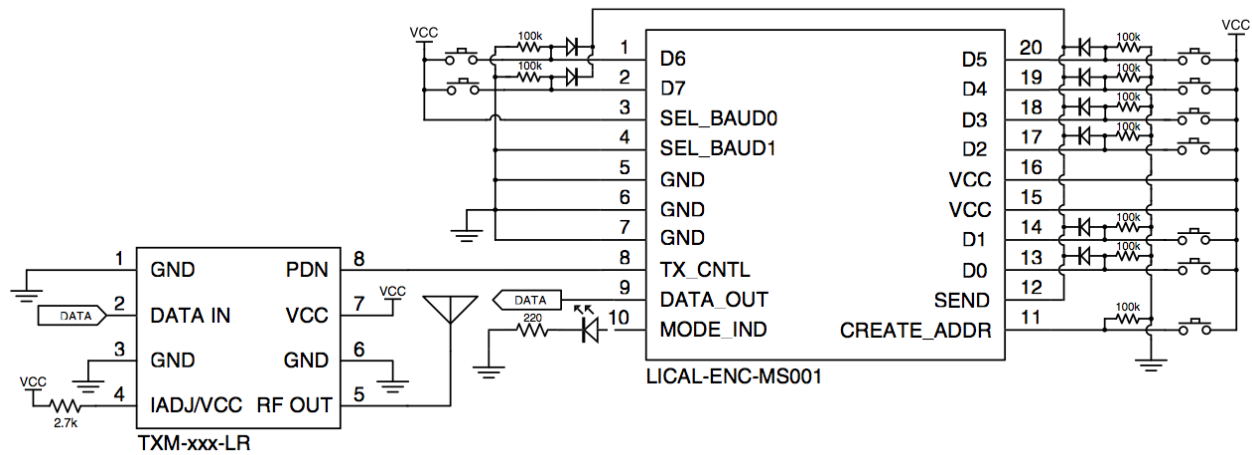 VCC
100k
100k
1 D6
2 D7
3 SEL_BAUD0
4 SEL_BAUD1
5 GND
6 GND
7 GND
8 TX_CNTL
9 DATA_OUT
10 MODE_IND
DATA
220
20 D5
19 D4
18 D3
17 D2
16 VCC
15 VCC
14 D1
13 D0
12 SEND
11 CREATE_ADDR
100k
100k
100k
100k
100k
100k
100k
VCC
LICAL-ENC-MS001
1 GND
2 DATA IN
3 GND
4 IADJ/VCC
DATA
VCC
2.7k
PDN 8
VCC 7
GND 6
RF OUT 5
VCC
TXM-xxx-LR